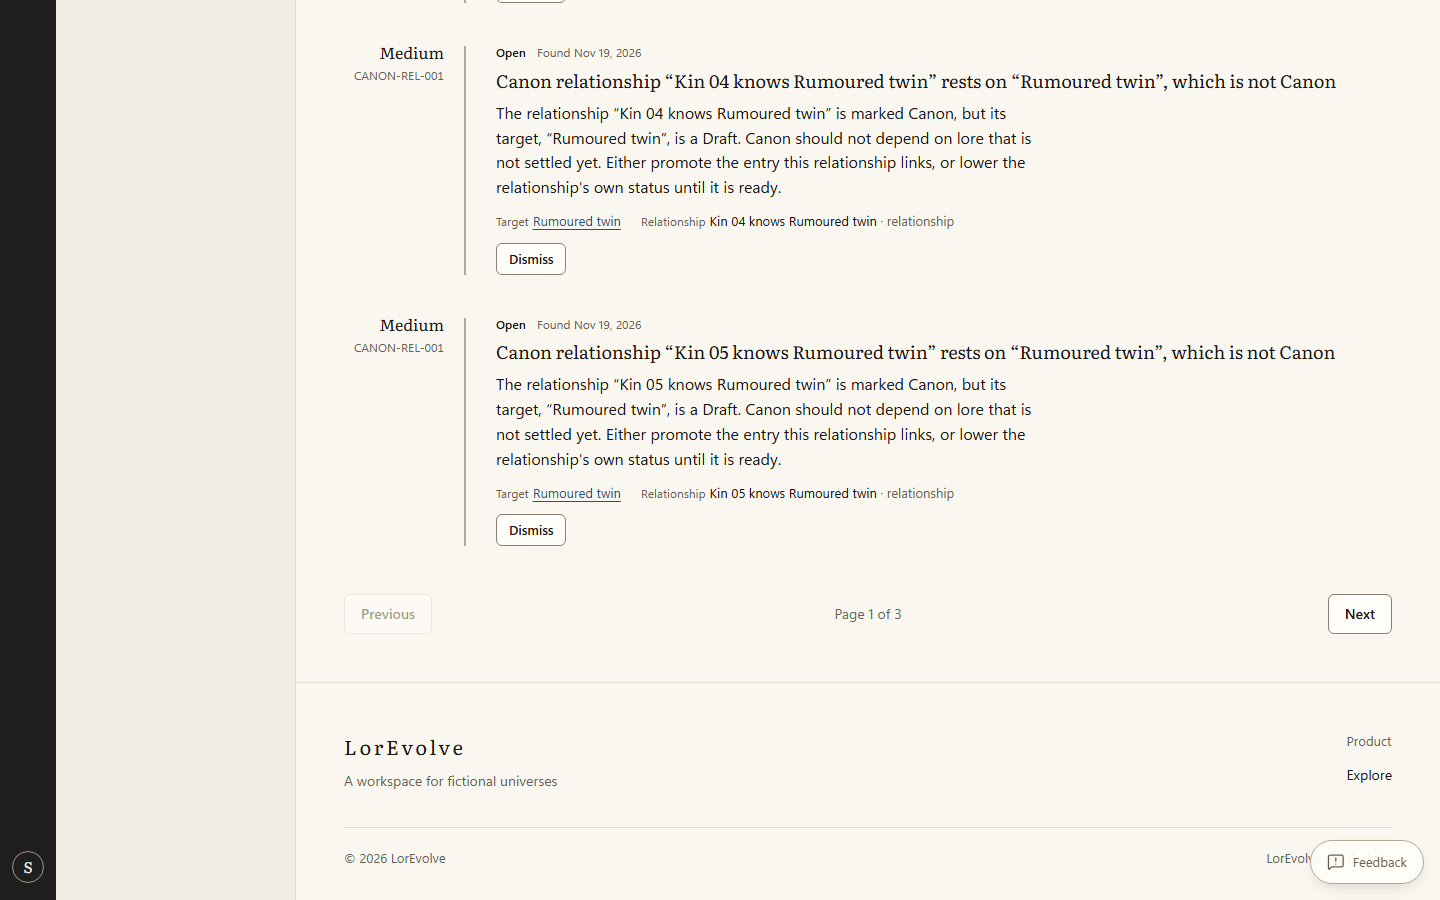 Medium
CANON-REL-001
Open Found Nov 19, 2026
Canon relationship “Kin 04 knows Rumoured twin” rests on “Rumoured twin”, which is not Canon
The relationship “Kin 04 knows Rumoured twin” is marked Canon, but its
target, “Rumoured twin”, is a Draft. Canon should not depend on lore that is
not settled yet. Either promote the entry this relationship links, or lower the
relationship's own status until it is ready.
Target Rumoured twin Relationship Kin 04 knows Rumoured twin · relationship
Dismiss
Medium
CANON-REL-001
Open Found Nov 19, 2026
Canon relationship “Kin 05 knows Rumoured twin” rests on “Rumoured twin”, which is not Canon
The relationship “Kin 05 knows Rumoured twin” is marked Canon, but its
target, “Rumoured twin”, is a Draft. Canon should not depend on lore that is
not settled yet. Either promote the entry this relationship links, or lower the
relationship's own status until it is ready.
Target Rumoured twin Relationship Kin 05 knows Rumoured twin · relationship
Dismiss
Previous Page 1 of 3 Next
LorEvolve
A workspace for fictional universes
Product
Explore
© 2026 LorEvolve
S
Feedback